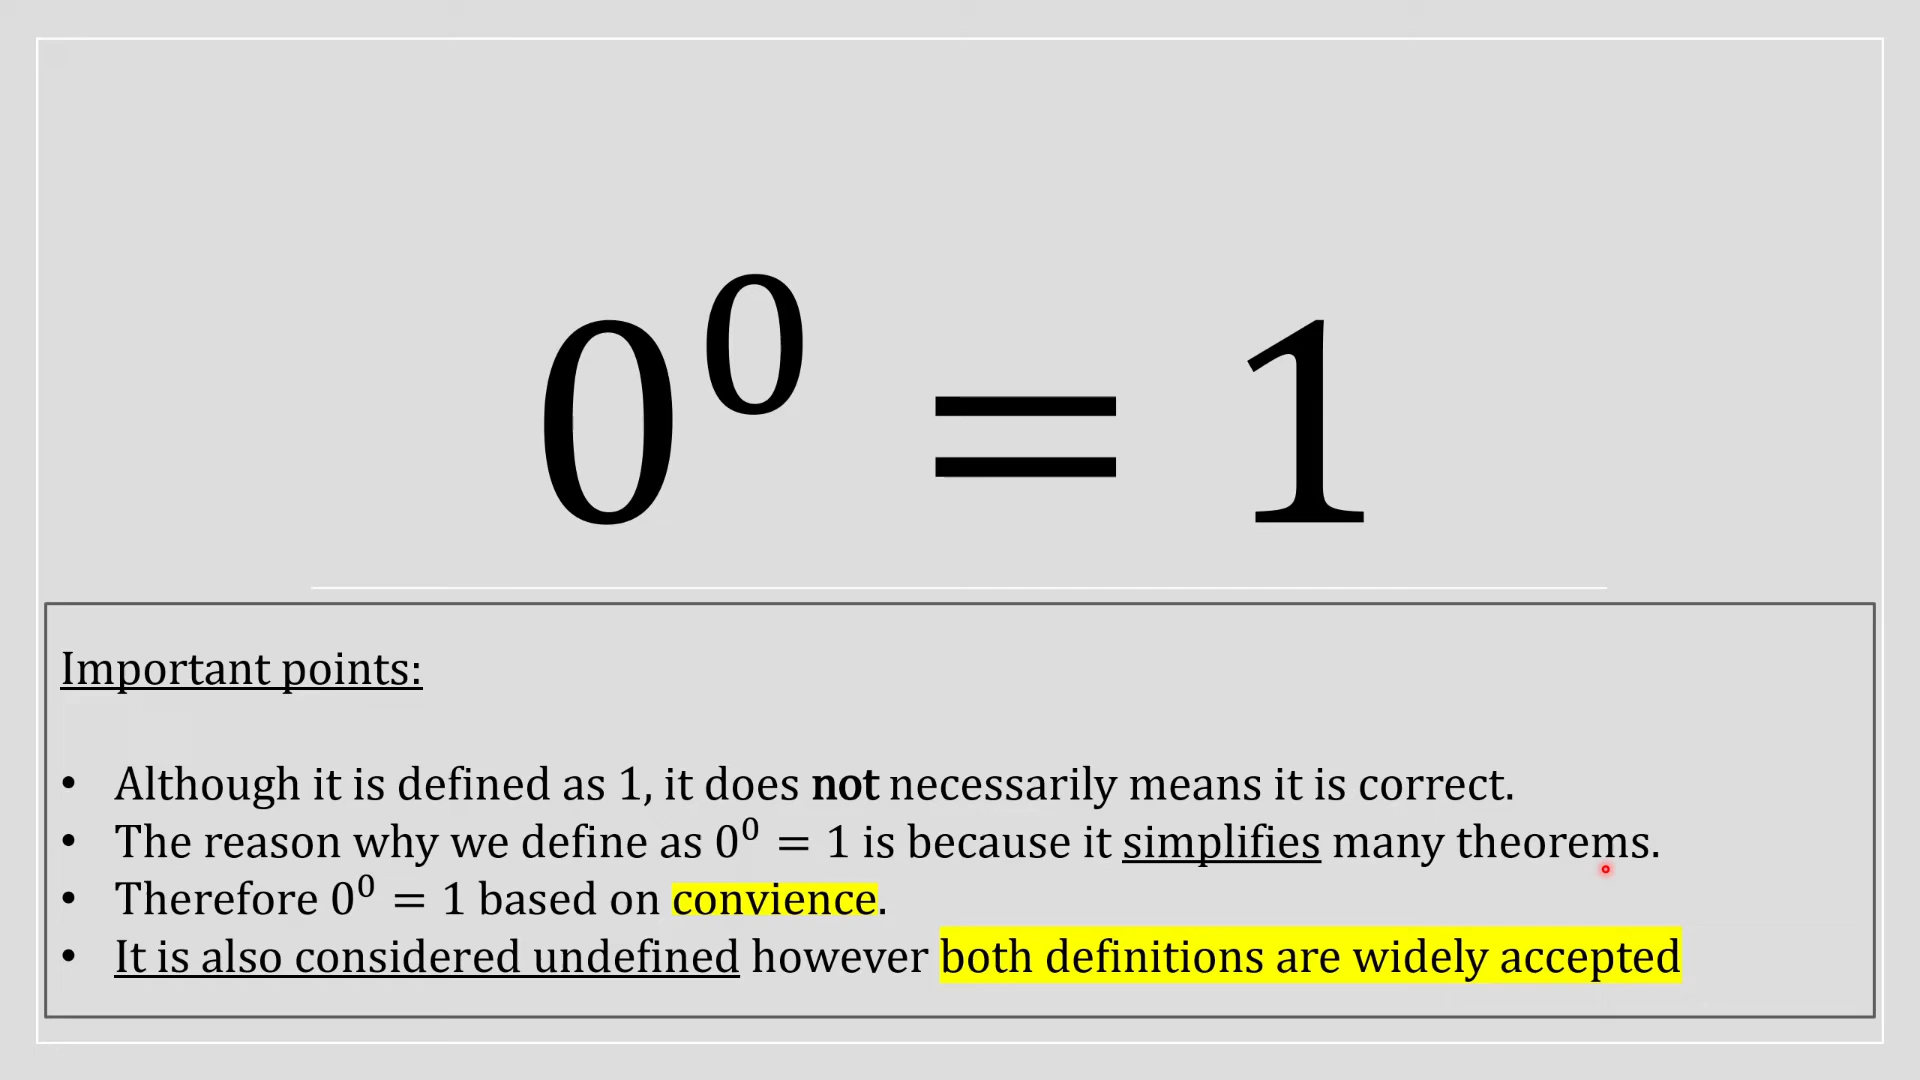 0⁰ = 1
Important points:
• Although it is defined as 1, it does not necessarily means it is correct.
• The reason why we define as 0⁰ = 1 is because it simplifies many theorems.
• Therefore 0⁰ = 1 based on convience.
• It is also considered undefined however both definitions are widely accepted